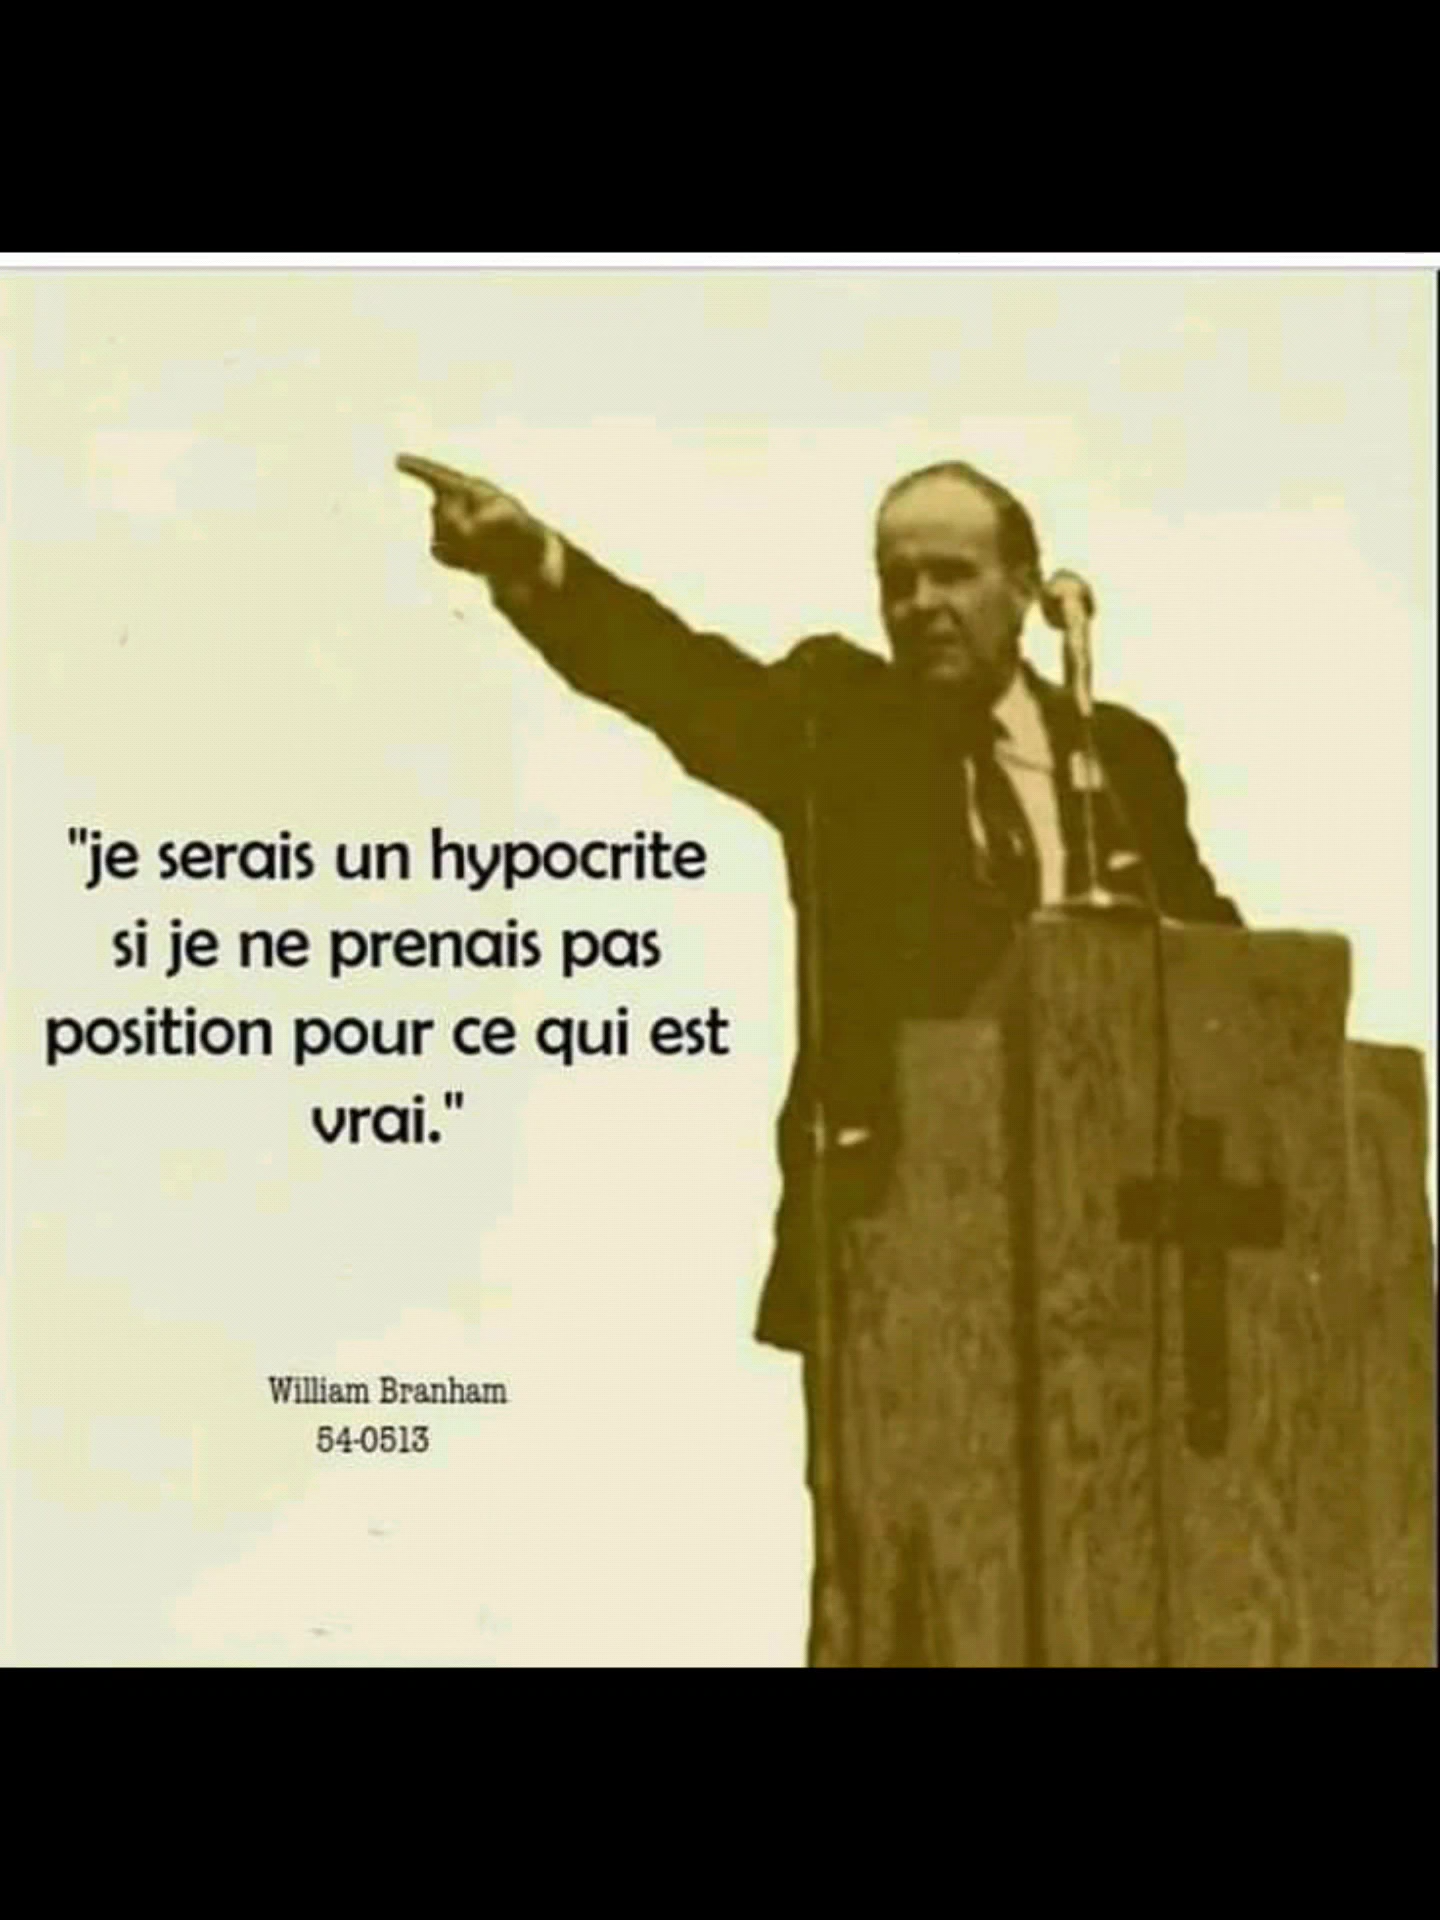 "je serais un hypocrite
si je ne prenais pas
position pour ce qui est
vrai."
William Branham
54-0513